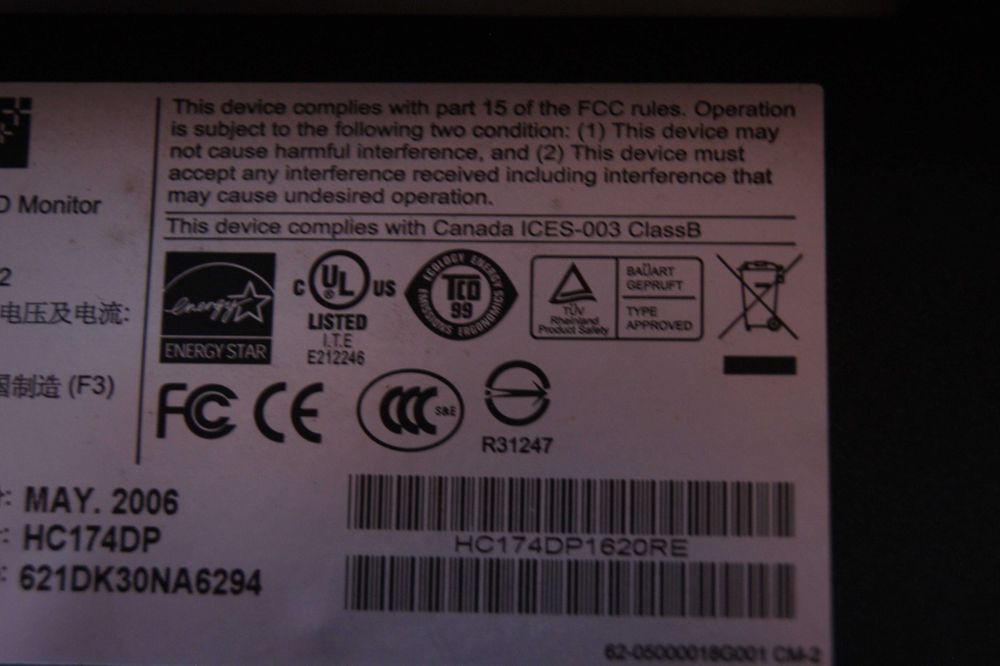 This device complies with part 15 of the FCC rules. Operation
is subject to the following two condition: (1) This device may
not cause harmful interference, and (2) This device must
accept any interference received including interference that
may cause undesired operation.
This device complies with Canada ICES-003 ClassB
D Monitor
2
电压及电流:
国制造 (F3)
energy
ENERGY STAR
C UL US
®
LISTED
I.T.E
E212246
ECOLOGY ENERGY
TCO
99
EMISSIONS ERGONOMICS
TÜV
Rheinland
Product Safety
BAUART
GEPRUFT
TYPE
APPROVED
FC CE
CCC S&E
R31247
: MAY. 2006
: HC174DP
: 621DK30NA6294
HC174DP1620RE
62-05000018G001 CM-2